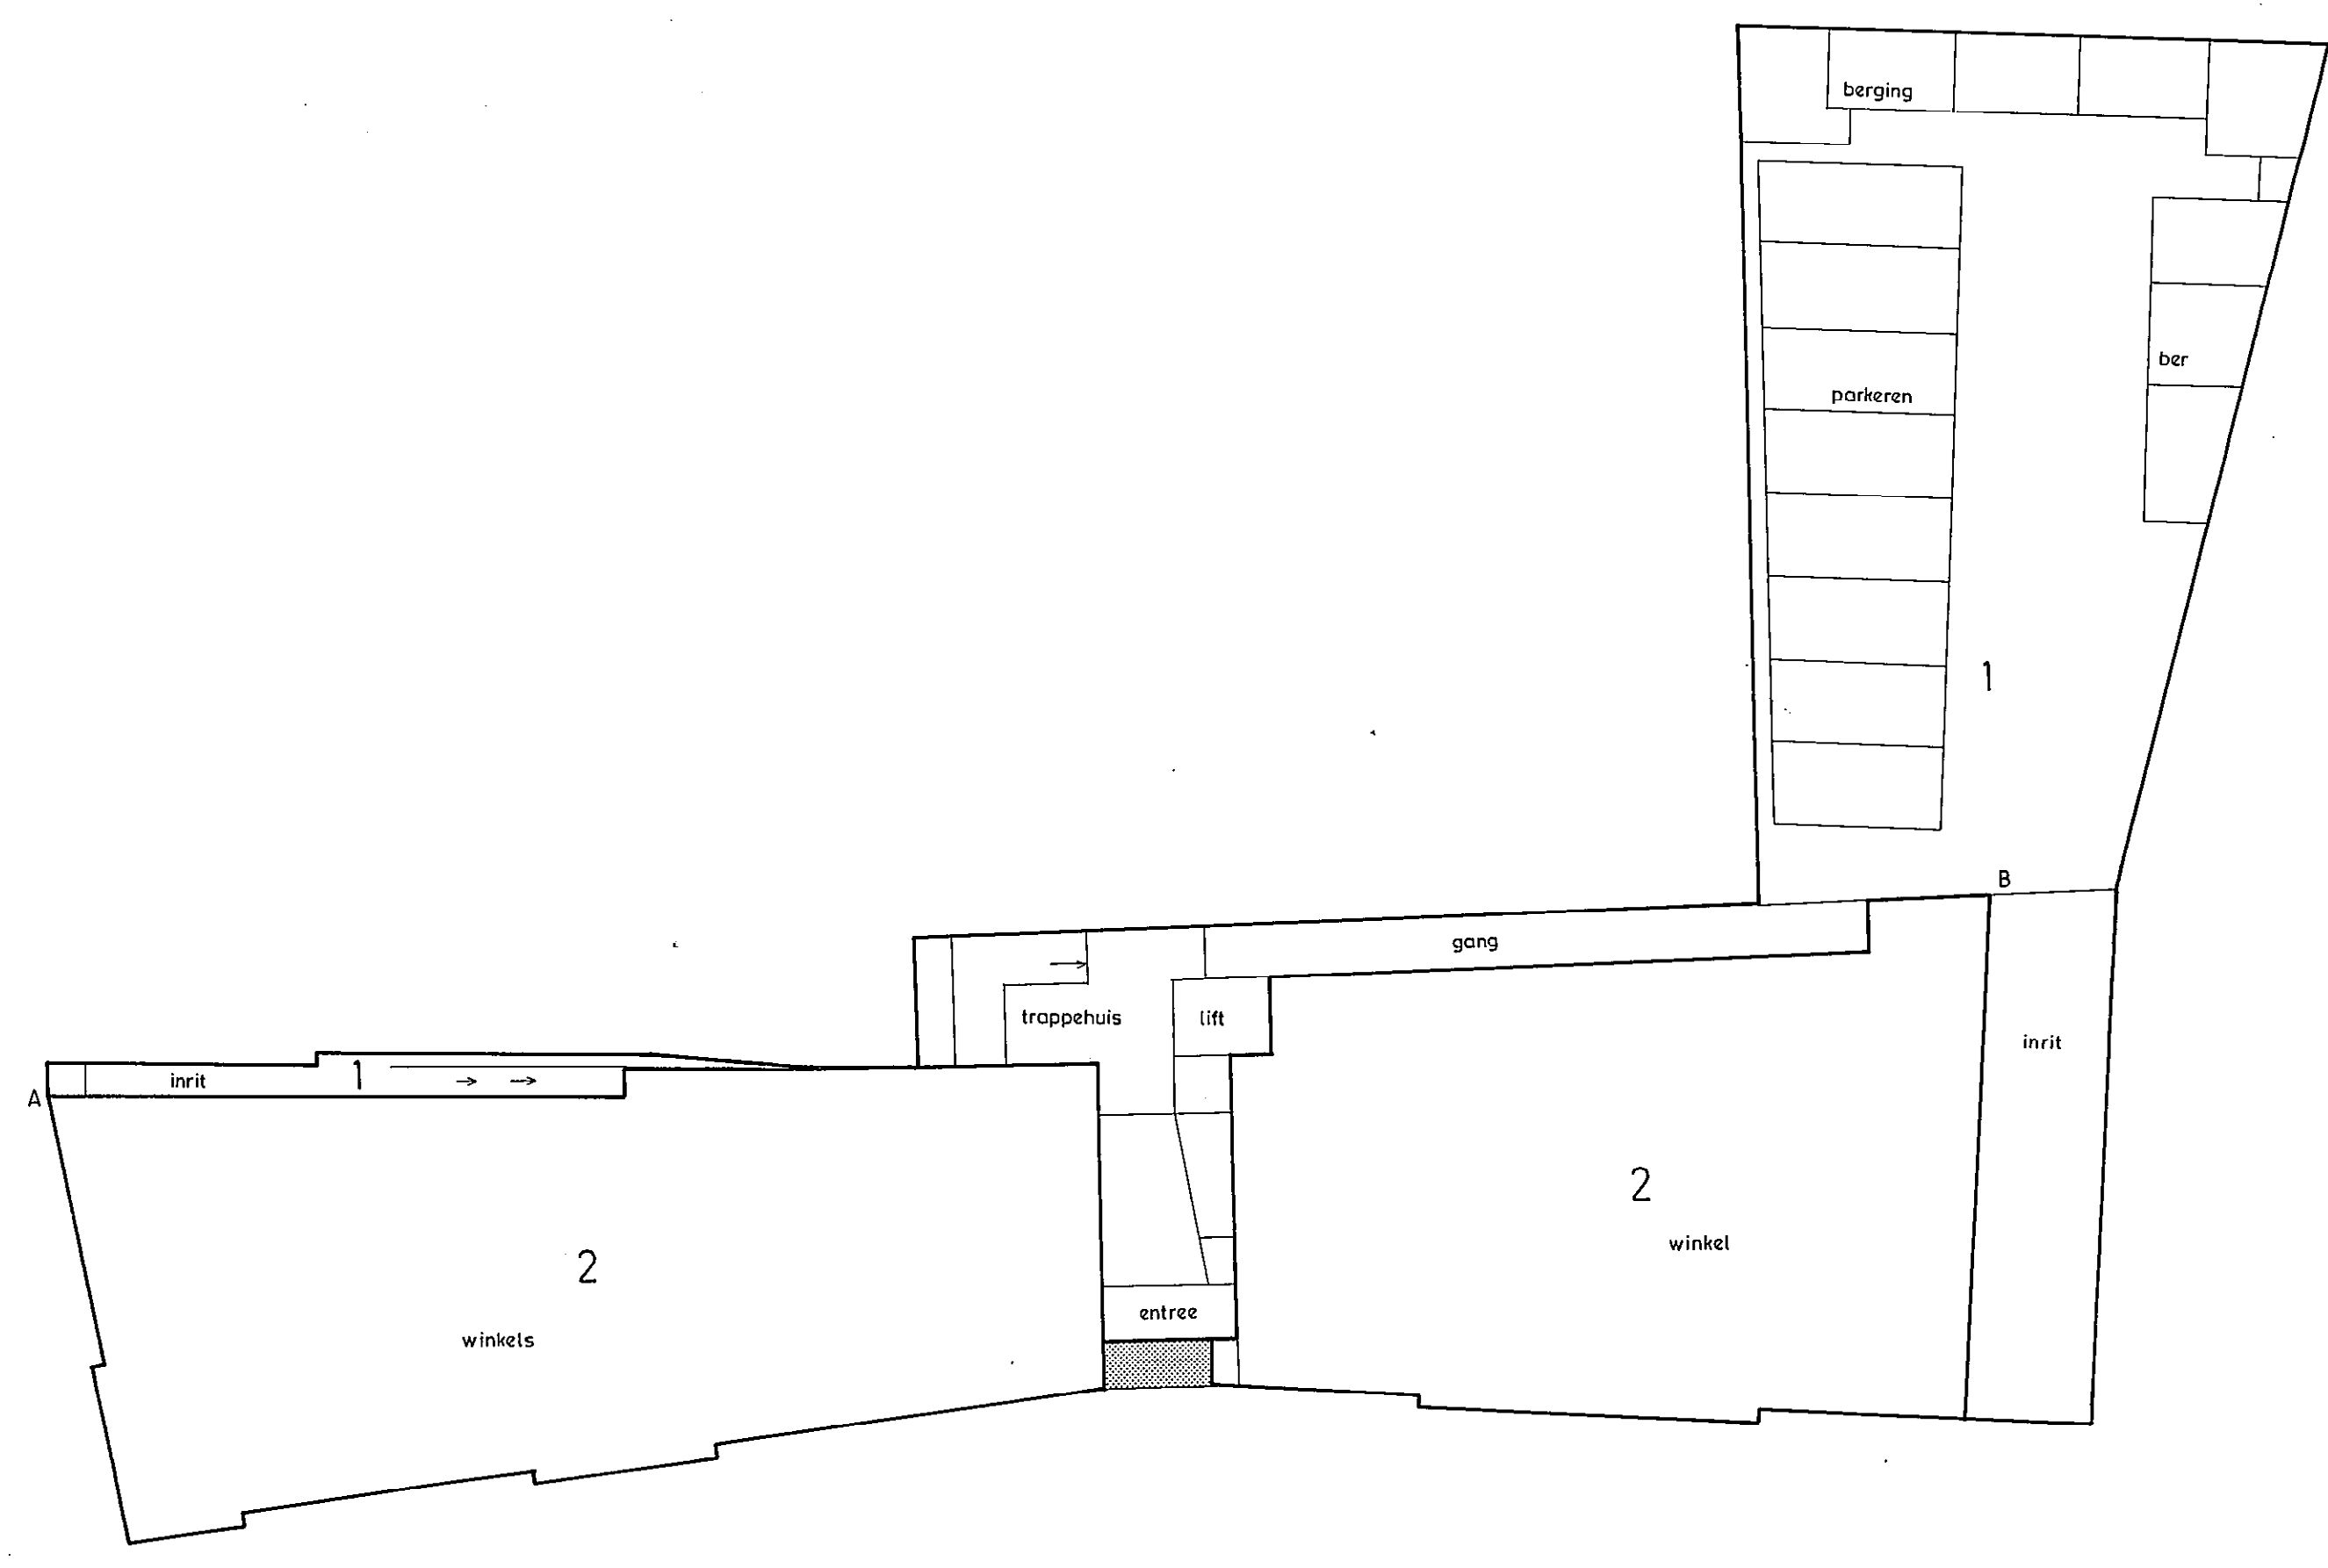 berging
ber
parkeren
1
B
gang
trappehuis
lift
inrit
A
inrit
1
2
winkel
2
entree
winkels